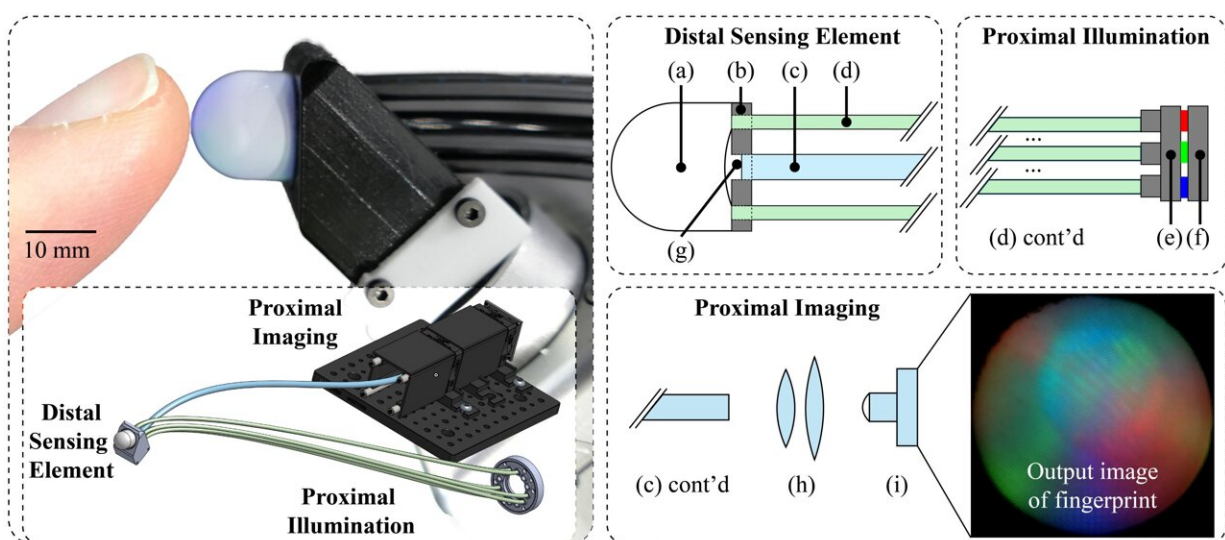 10 mm
Proximal
Imaging
Distal
Sensing
Element
Proximal
Illumination
Distal Sensing Element
(a)
(b)
(c)
(d)
(g)
Proximal Illumination
...
...
(d) cont'd
(e)
(f)
Proximal Imaging
(c) cont'd
(h)
(i)
Output image
of fingerprint